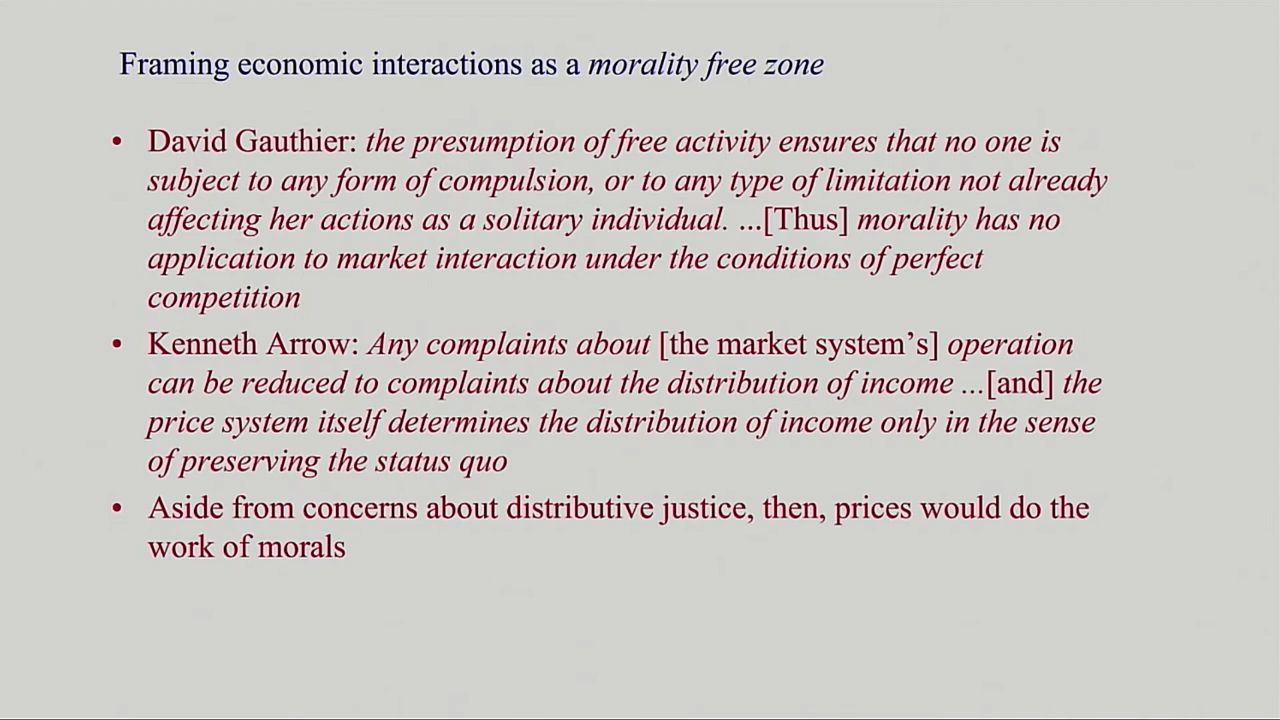 Framing economic interactions as a morality free zone
• David Gauthier: the presumption of free activity ensures that no one is
subject to any form of compulsion, or to any type of limitation not already
affecting her actions as a solitary individual. ...[Thus] morality has no
application to market interaction under the conditions of perfect
competition
• Kenneth Arrow: Any complaints about [the market system’s] operation
can be reduced to complaints about the distribution of income ...[and] the
price system itself determines the distribution of income only in the sense
of preserving the status quo
• Aside from concerns about distributive justice, then, prices would do the
work of morals